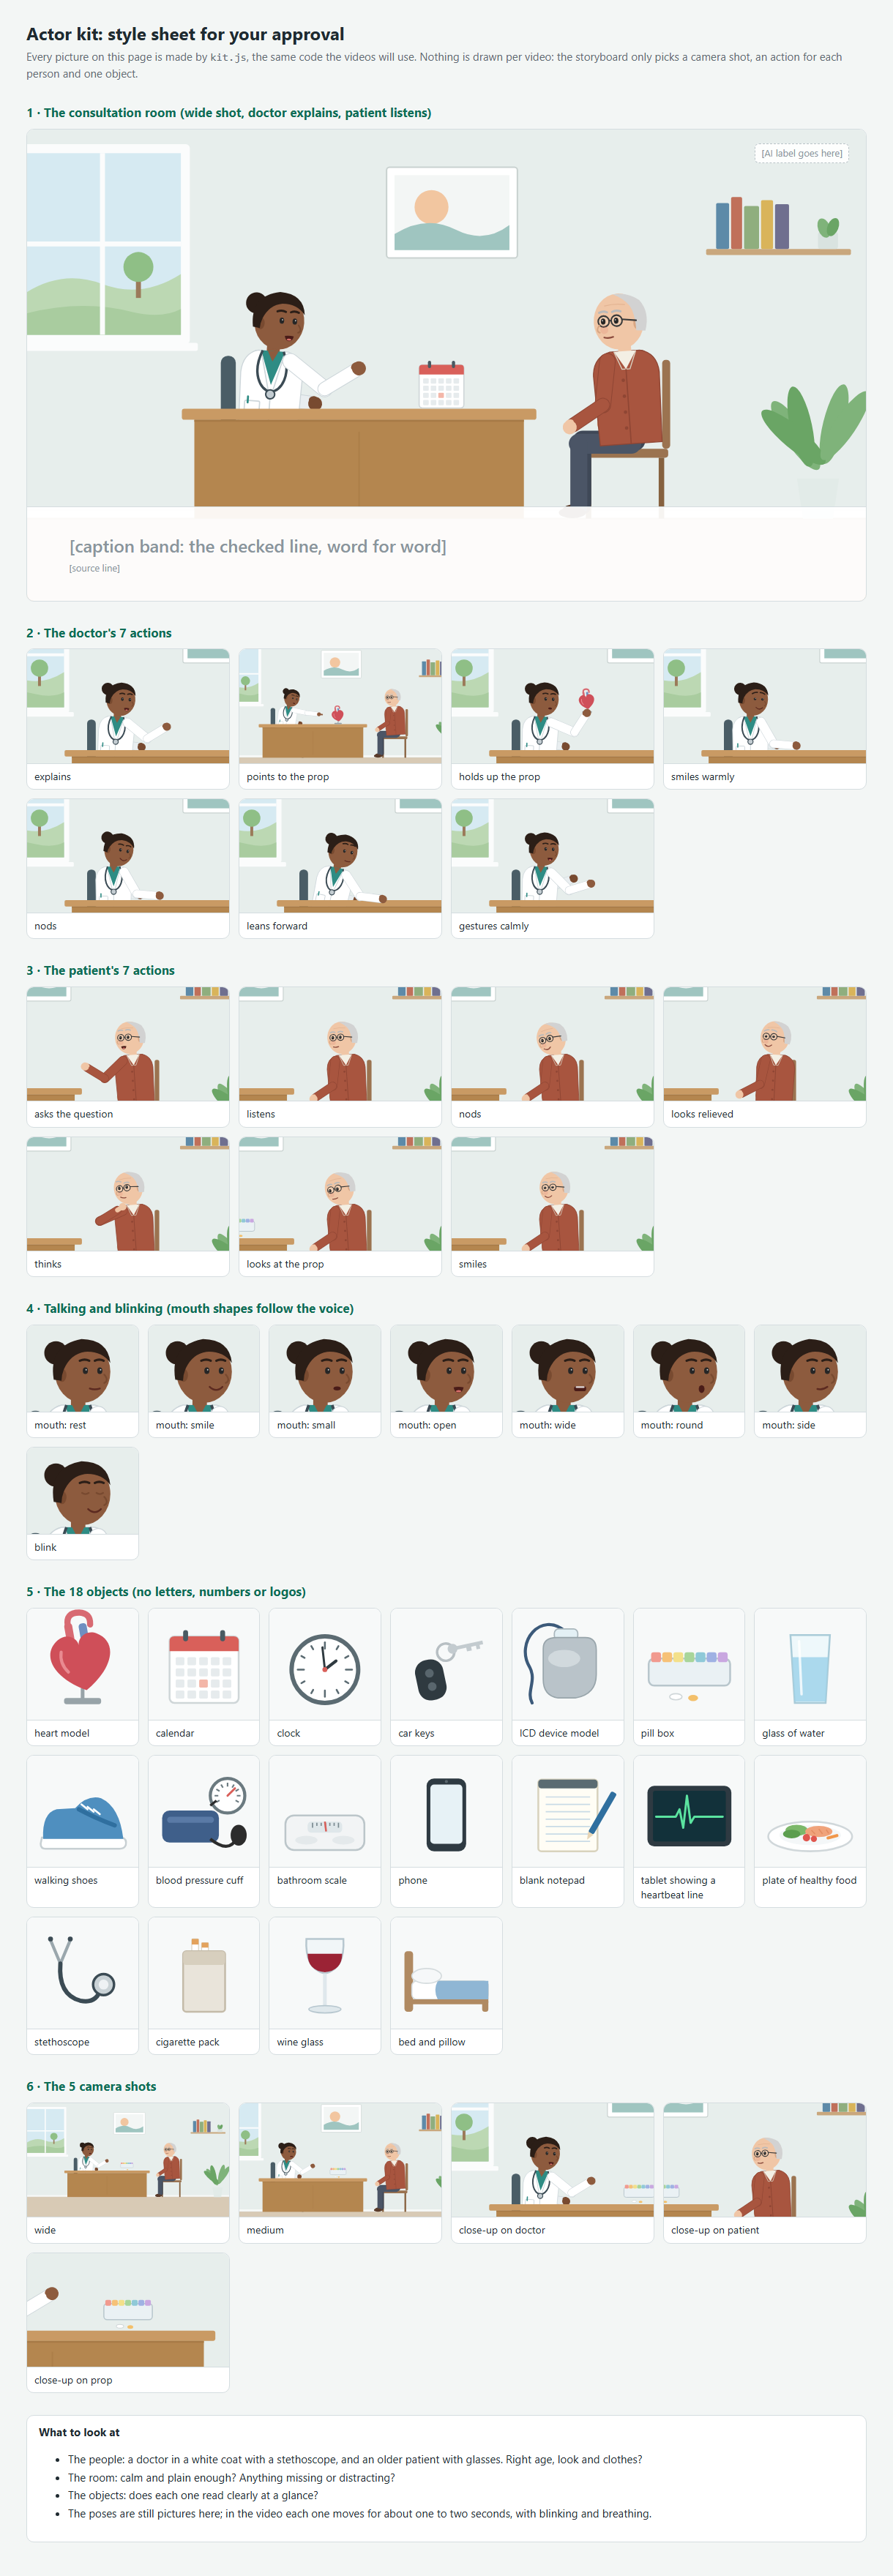 Actor kit: style sheet for your approval
Every picture on this page is made by kit.js, the same code the videos will use. Nothing is drawn per video: the storyboard only picks a camera shot, an action for each
person and one object.
1 · The consultation room (wide shot, doctor explains, patient listens)
[AI label goes here]
[caption band: the checked line, word for word]
[source line]
2 · The doctor's 7 actions
explains
points to the prop
holds up the prop
smiles warmly
nods
leans forward
gestures calmly
3 · The patient's 7 actions
asks the question
listens
nods
looks relieved
thinks
looks at the prop
smiles
4 · Talking and blinking (mouth shapes follow the voice)
mouth: rest
mouth: smile
mouth: small
mouth: open
mouth: wide
mouth: round
mouth: side
blink
5 · The 18 objects (no letters, numbers or logos)
heart model
calendar
clock
car keys
ICD device model
pill box
glass of water
walking shoes
blood pressure cuff
bathroom scale
phone
blank notepad
tablet showing a
heartbeat line
plate of healthy food
stethoscope
cigarette pack
wine glass
bed and pillow
6 · The 5 camera shots
wide
medium
close-up on doctor
close-up on patient
close-up on prop
What to look at
• The people: a doctor in a white coat with a stethoscope, and an older patient with glasses. Right age, look and clothes?
• The room: calm and plain enough? Anything missing or distracting?
• The objects: does each one read clearly at a glance?
• The poses are still pictures here; in the video each one moves for about one to two seconds, with blinking and breathing.